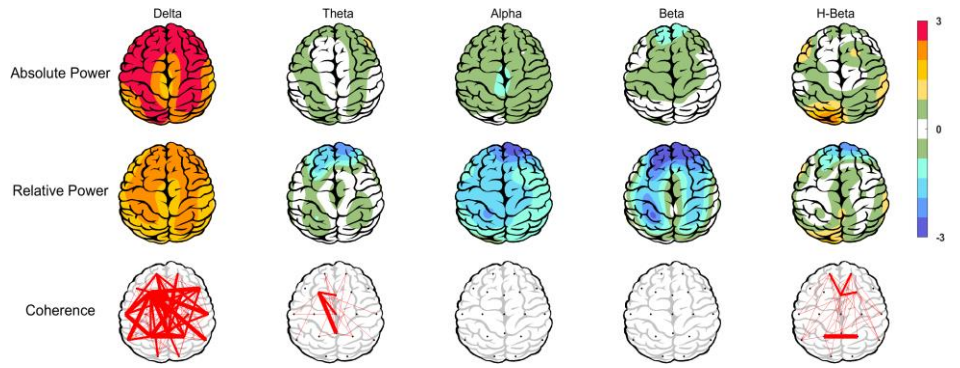 Delta Theta Alpha Beta H-Beta
3
Absolute Power
0
Relative Power
-3
Coherence